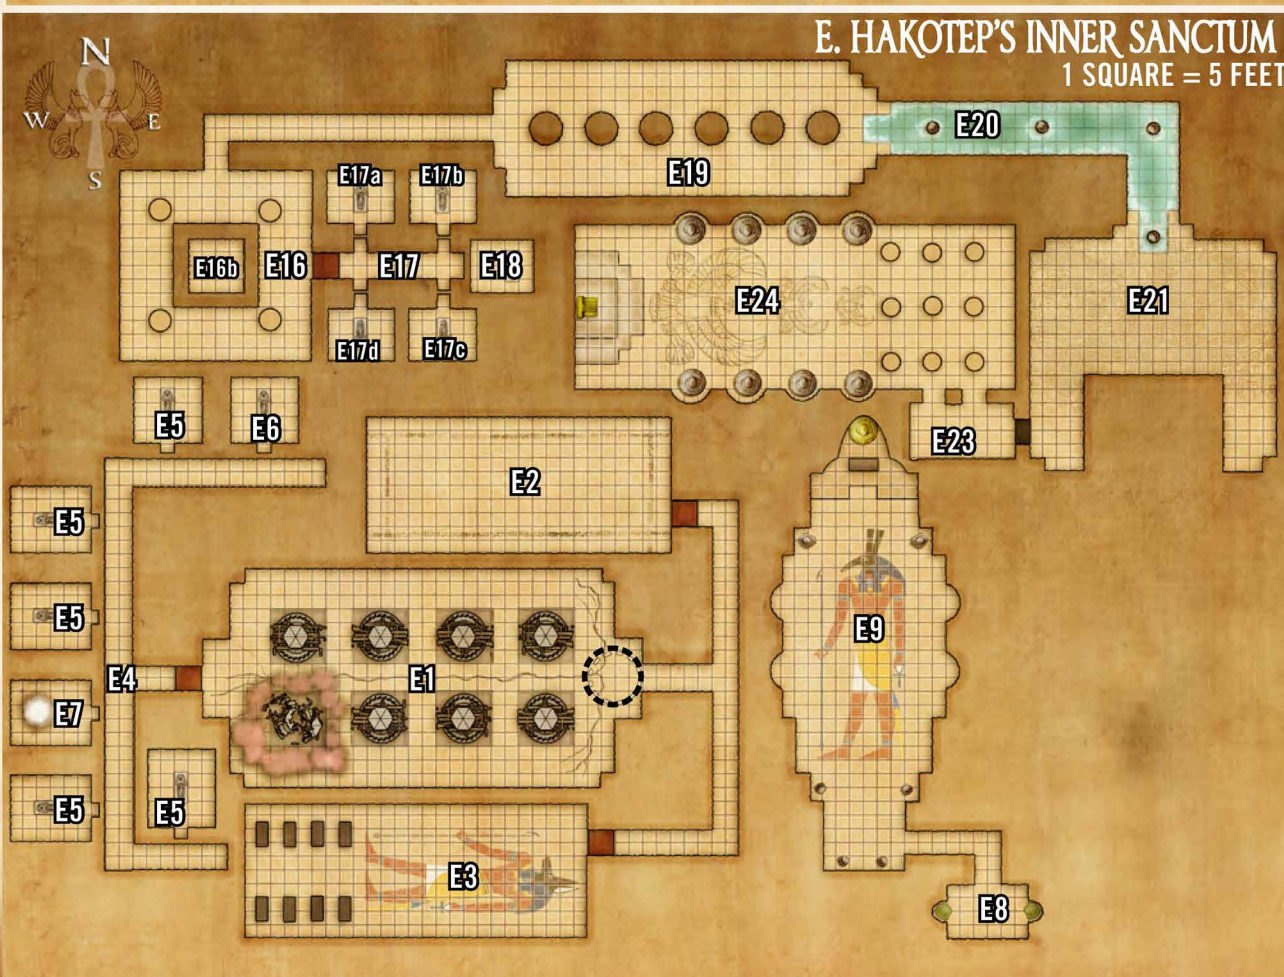 E. HAKOTEP'S INNER SANCTUM
1 SQUARE = 5 FEET
N
W E
S
E20
E19
E17a E17b
E16b E16 E17 E18
E17d E17c
E24
E21
E5 E6
E23
E2
E5
E5
E9
E4 E1
E7
E5 E5
E3
E8